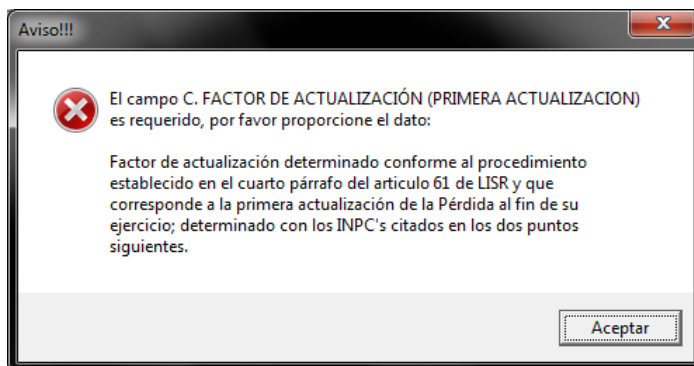 Aviso!!!
El campo C. FACTOR DE ACTUALIZACIÓN (PRIMERA ACTUALIZACION)
es requerido, por favor proporcione el dato:
Factor de actualización determinado conforme al procedimiento
establecido en el cuarto párrafo del articulo 61 de LISR y que
corresponde a la primera actualización de la Pérdida al fin de su
ejercicio; determinado con los INPC's citados en los dos puntos
siguientes.
Aceptar